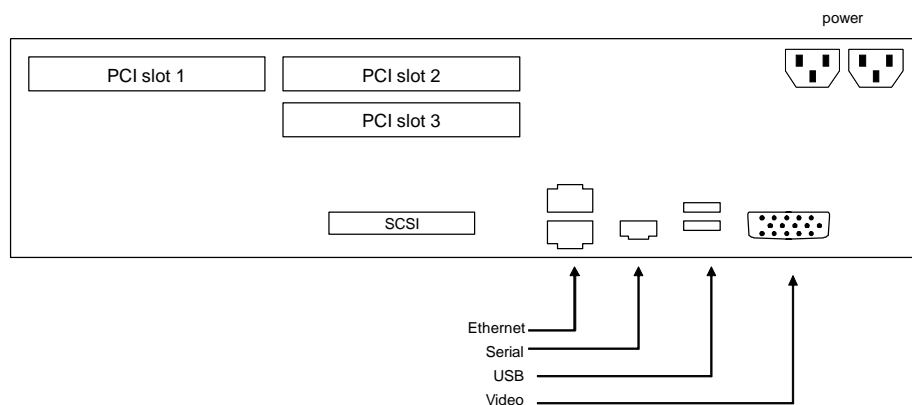 power
PCI slot 1
PCI slot 2
PCI slot 3
SCSI
Ethernet
Serial
USB
Video